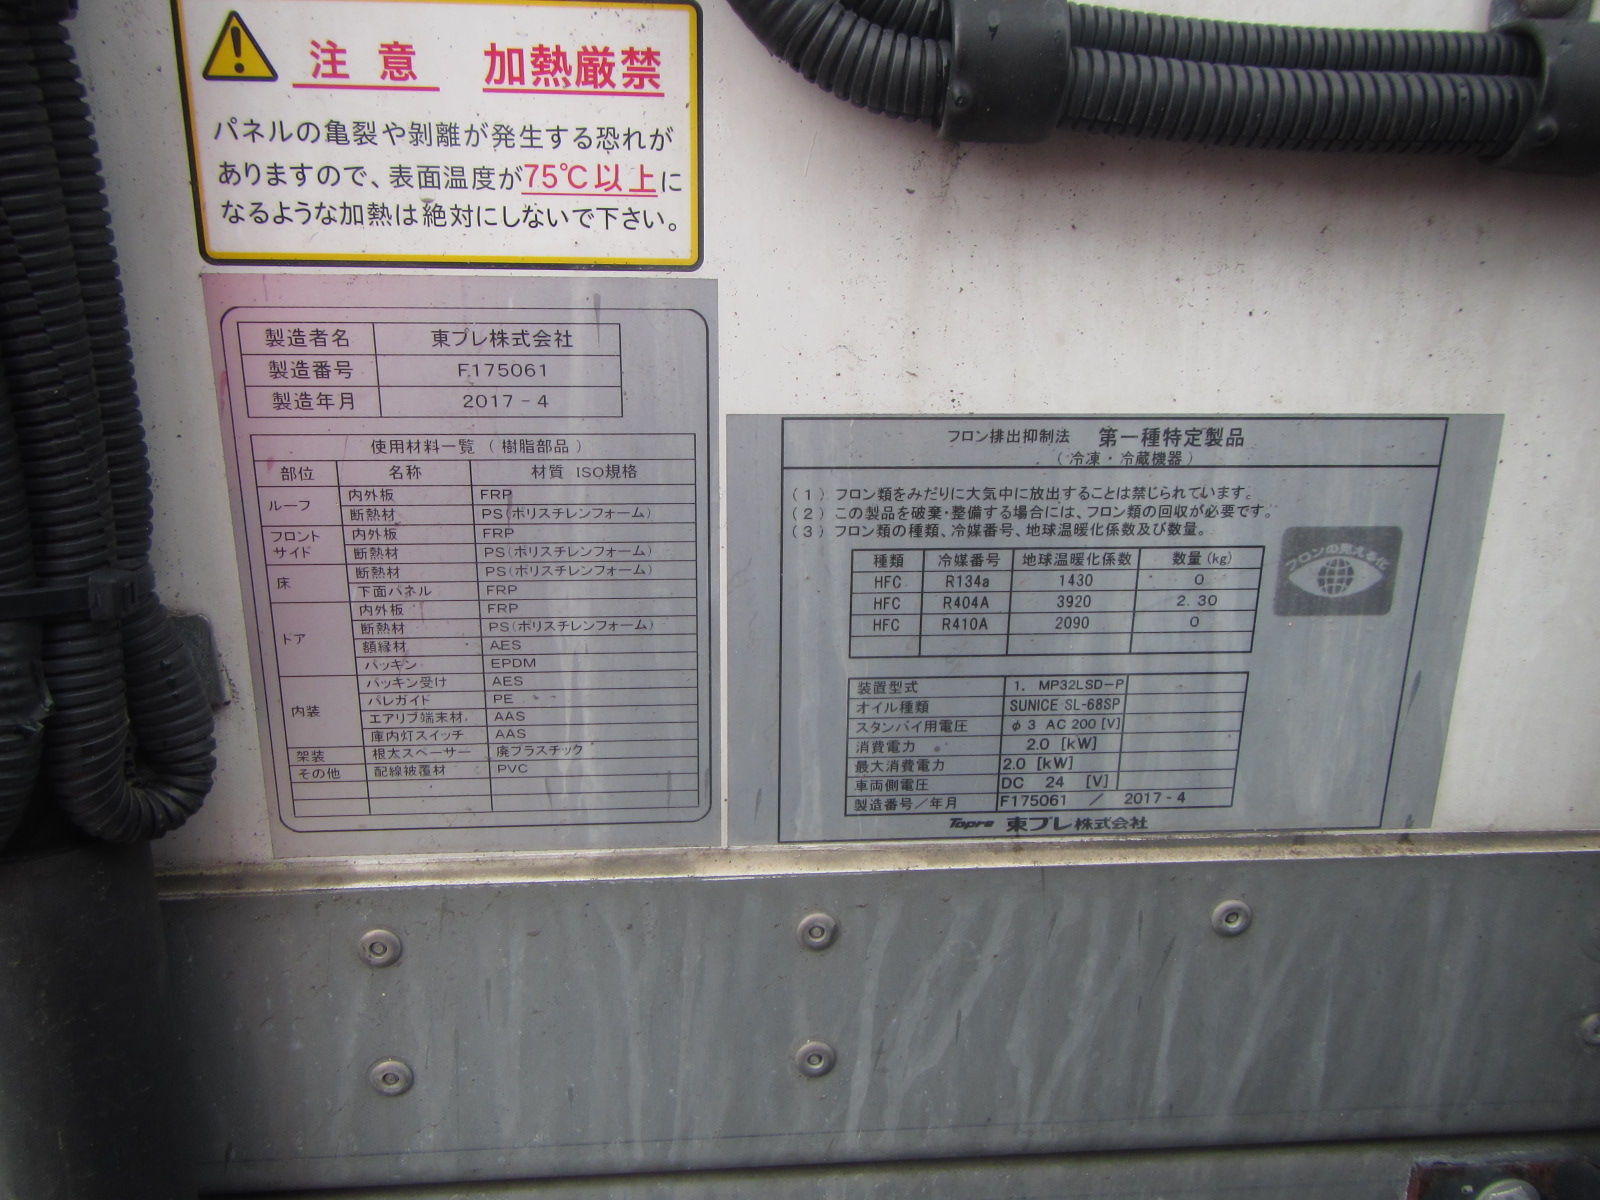 注意 加熱厳禁
パネルの亀裂や剥離が発生する恐れが
ありますので、表面温度が75℃以上に
なるような加熱は絶対にしないで下さい。
製造者名 東プレ株式会社
製造番号 F175061
製造年月 2017-4
使用材料一覧（樹脂部品）
部位 名称 材質 ISO規格
ルーフ 内外板 FRP
断熱材 PS(ポリスチレンフォーム)
フロント サイド 内外板 FRP
断熱材 PS(ポリスチレンフォーム)
床 断熱材 PS(ポリスチレンフォーム)
下面パネル FRP
ドア 内外板 FRP
断熱材 PS(ポリスチレンフォーム)
額縁材 AES
パッキン EPDM
内装 パッキン受け AES
パレガイド PE
エアリブ端末材 AAS
庫内灯スイッチ AAS
架装 根太スペーサー 廃プラスチック
その他 配線被覆材 PVC
フロン排出抑制法 第一種特定製品
（冷凍・冷蔵機器）
（1）フロン類をみだりに大気中に放出することは禁じられています。
（2）この製品を破棄・整備する場合には、フロン類の回収が必要です。
（3）フロン類の種類、冷媒番号、地球温暖化係数及び数量。
種類 冷媒番号 地球温暖化係数 数量(kg)
HFC R134a 1430 0
HFC R404A 3920 2.30
HFC R410A 2090 0
フロンの見える化
装置型式 1. MP32LSD-P
オイル種類 SUNICE SL-68SP
スタンバイ用電圧 φ3 AC 200 [V]
消費電力 2.0 [kW]
最大消費電力 2.0 [kW]
車両側電圧 DC 24 [V]
製造番号／年月 F175061 ／ 2017-4
Topre 東プレ株式会社